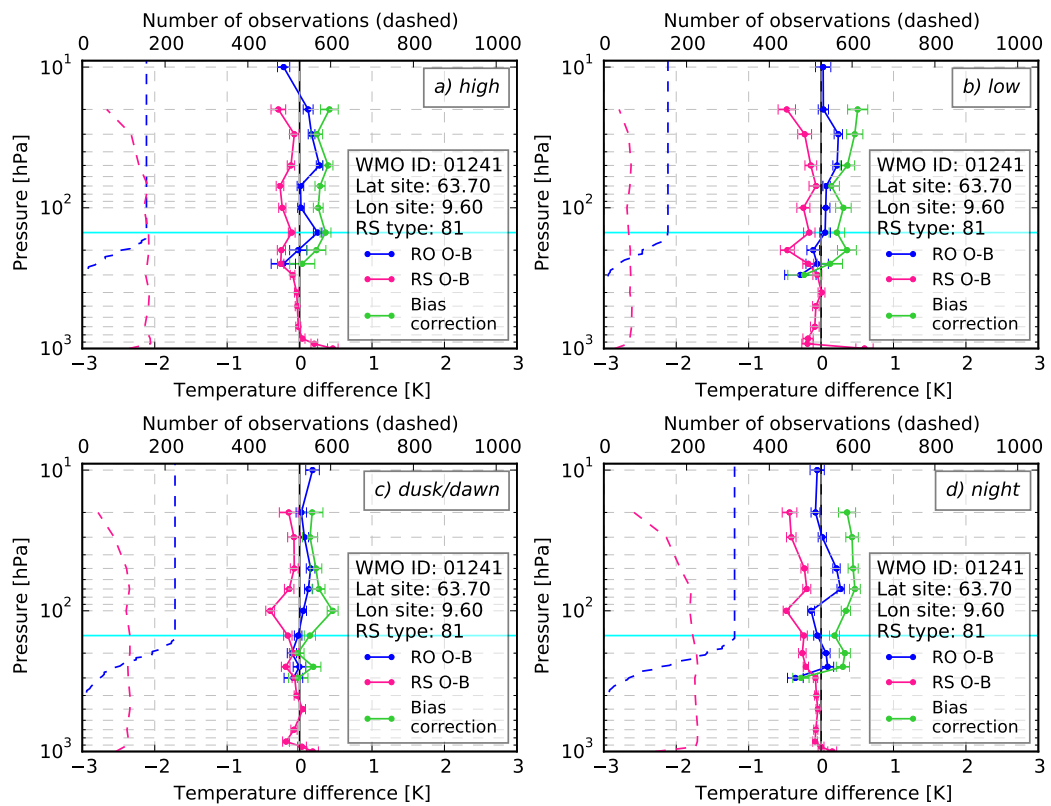 Number of observations (dashed)
0 200 400 600 800 1000
10¹
10²
10³
Pressure [hPa]
a) high
WMO ID: 01241
Lat site: 63.70
Lon site: 9.60
RS type: 81
RO O-B
RS O-B
Bias
correction
−3 −2 −1 0 1 2 3
Temperature difference [K]
Number of observations (dashed)
0 200 400 600 800 1000
10¹
10²
10³
Pressure [hPa]
b) low
WMO ID: 01241
Lat site: 63.70
Lon site: 9.60
RS type: 81
RO O-B
RS O-B
Bias
correction
−3 −2 −1 0 1 2 3
Temperature difference [K]
Number of observations (dashed)
0 200 400 600 800 1000
10¹
10²
10³
Pressure [hPa]
c) dusk/dawn
WMO ID: 01241
Lat site: 63.70
Lon site: 9.60
RS type: 81
RO O-B
RS O-B
Bias
correction
−3 −2 −1 0 1 2 3
Temperature difference [K]
Number of observations (dashed)
0 200 400 600 800 1000
10¹
10²
10³
Pressure [hPa]
d) night
WMO ID: 01241
Lat site: 63.70
Lon site: 9.60
RS type: 81
RO O-B
RS O-B
Bias
correction
−3 −2 −1 0 1 2 3
Temperature difference [K]